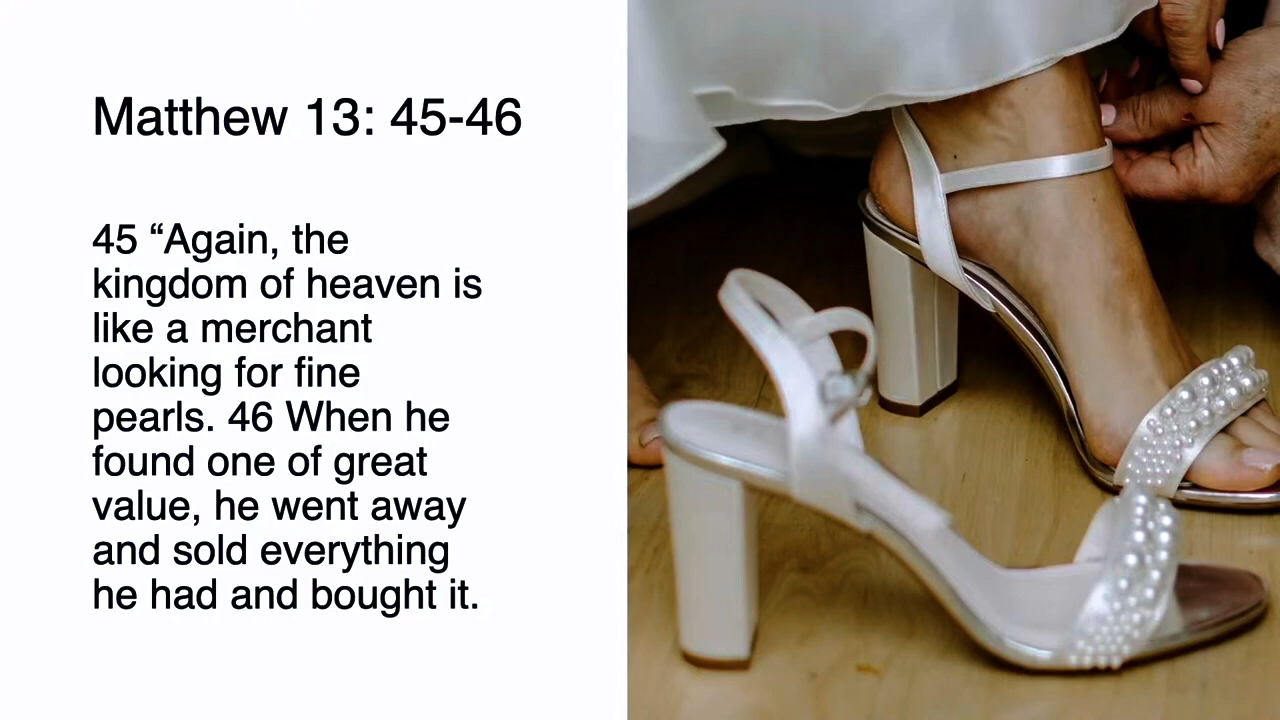 Matthew 13: 45-46
45 “Again, the
kingdom of heaven is
like a merchant
looking for fine
pearls. 46 When he
found one of great
value, he went away
and sold everything
he had and bought it.